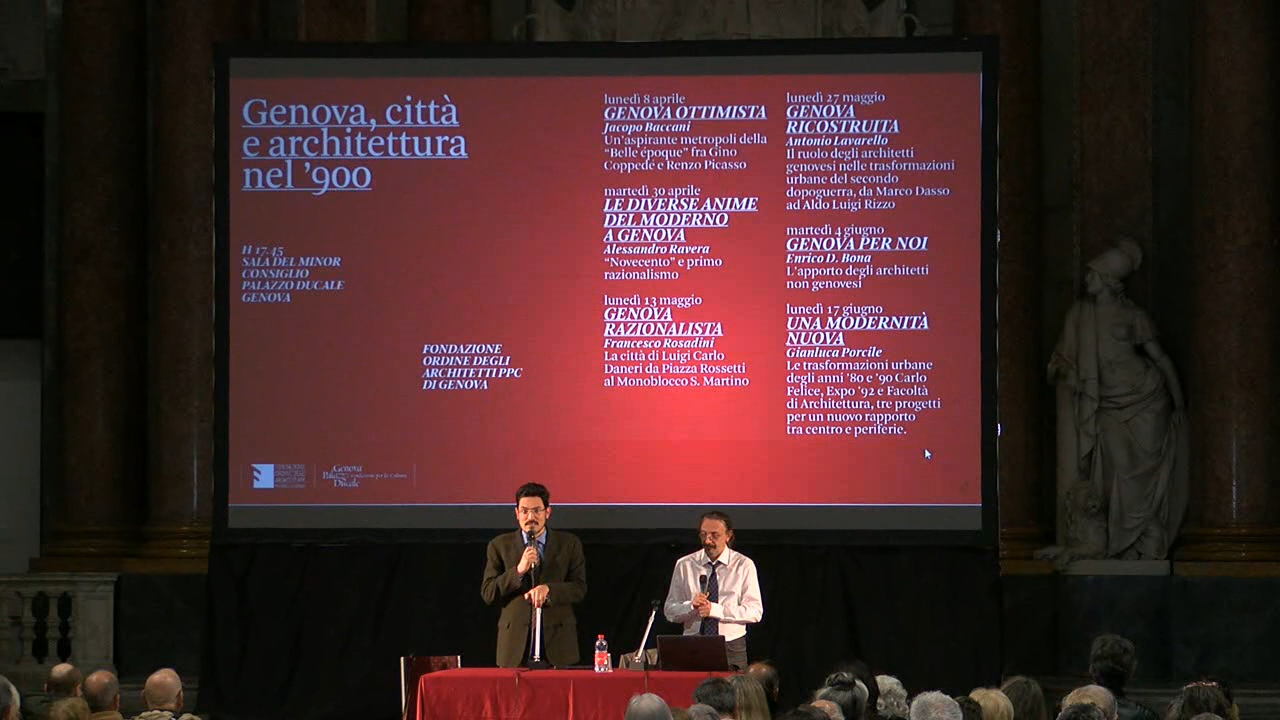 Genova, città
e architettura
nel ’900
H 17.45
SALA DEL MINOR
CONSIGLIO
PALAZZO DUCALE
GENOVA
FONDAZIONE
ORDINE DEGLI
ARCHITETTI PPC
DI GENOVA
lunedì 8 aprile
GENOVA OTTIMISTA
Jacopo Baccani
Un’aspirante metropoli della
“Belle époque” fra Gino
Coppedè e Renzo Picasso
martedì 30 aprile
LE DIVERSE ANIME
DEL MODERNO
A GENOVA
Alessandro Ravera
“Novecento” e primo
razionalismo
lunedì 13 maggio
GENOVA
RAZIONALISTA
Francesco Rosadini
La città di Luigi Carlo
Daneri da Piazza Rossetti
al Monoblocco S. Martino
lunedì 27 maggio
GENOVA
RICOSTRUITA
Antonio Lavarello
Il ruolo degli architetti
genovesi nelle trasformazioni
urbane del secondo
dopoguerra, da Marco Dasso
ad Aldo Luigi Rizzo
martedì 4 giugno
GENOVA PER NOI
Enrico D. Bona
L’apporto degli architetti
non genovesi
lunedì 17 giugno
UNA MODERNITÀ
NUOVA
Gianluca Porcile
Le trasformazioni urbane
degli anni ’80 e ’90 Carlo
Felice, Expo ’92 e Facoltà
di Architettura, tre progetti
per un nuovo rapporto
tra centro e periferie.
Genova
Palazzo
Ducale
Fondazione per la Cultura